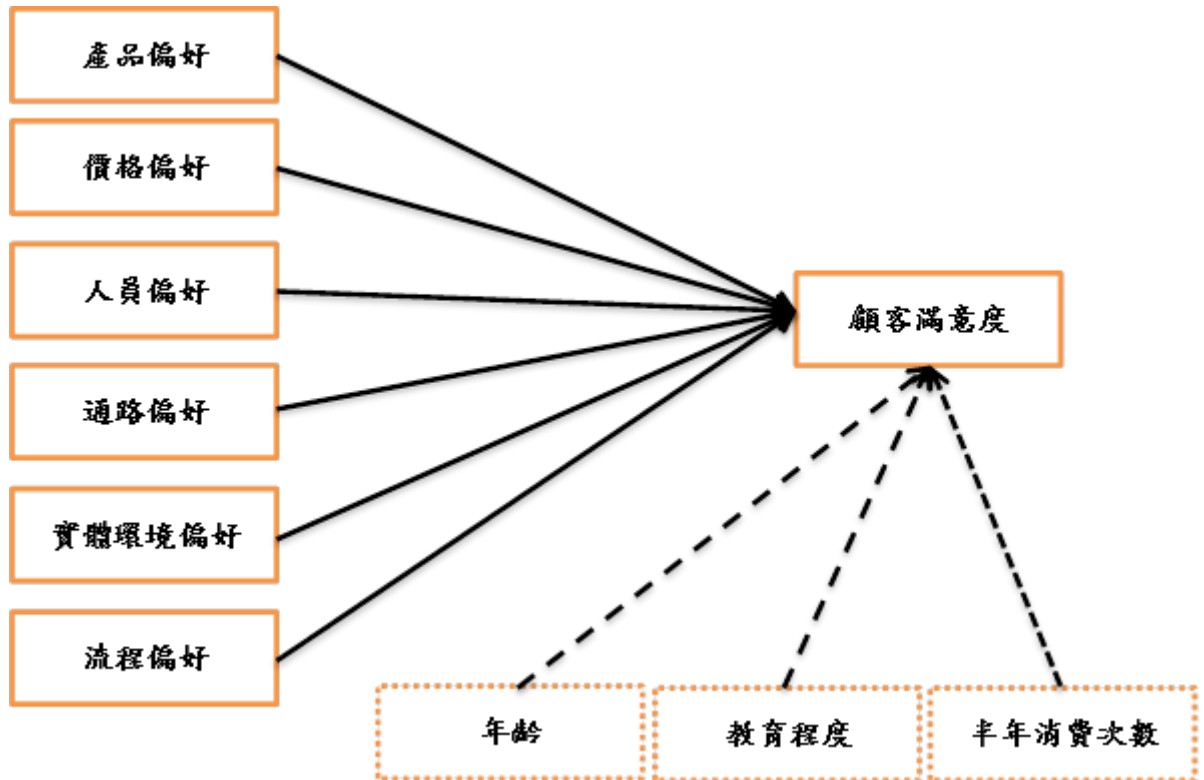 產品偏好
價格偏好
人員偏好
通路偏好
實體環境偏好
流程偏好
顧客滿意度
年齡
教育程度
半年消費次數